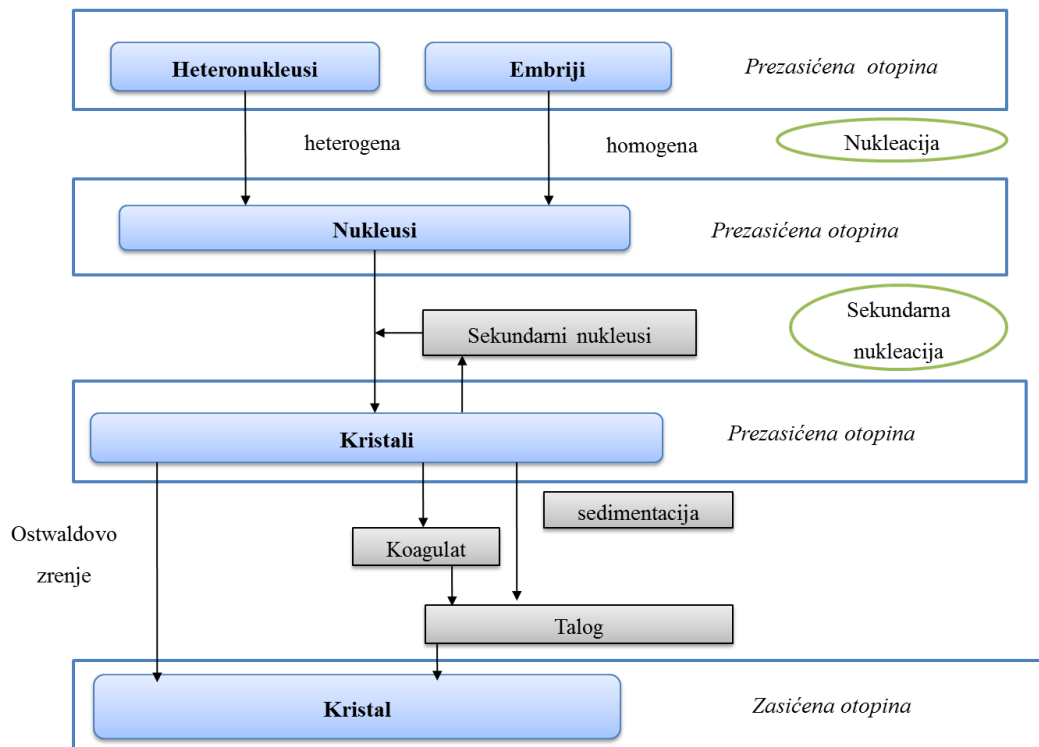 Heteronukleusi
Embriji
Prezasićena otopina
heterogena
homogena
Nukleacija
Nukleusi
Prezasićena otopina
Sekundarni nukleusi
Sekundarna
nukleacija
Kristali
Prezasićena otopina
Ostwaldovo
zrenje
sedimentacija
Koagulat
Talog
Kristal
Zasićena otopina